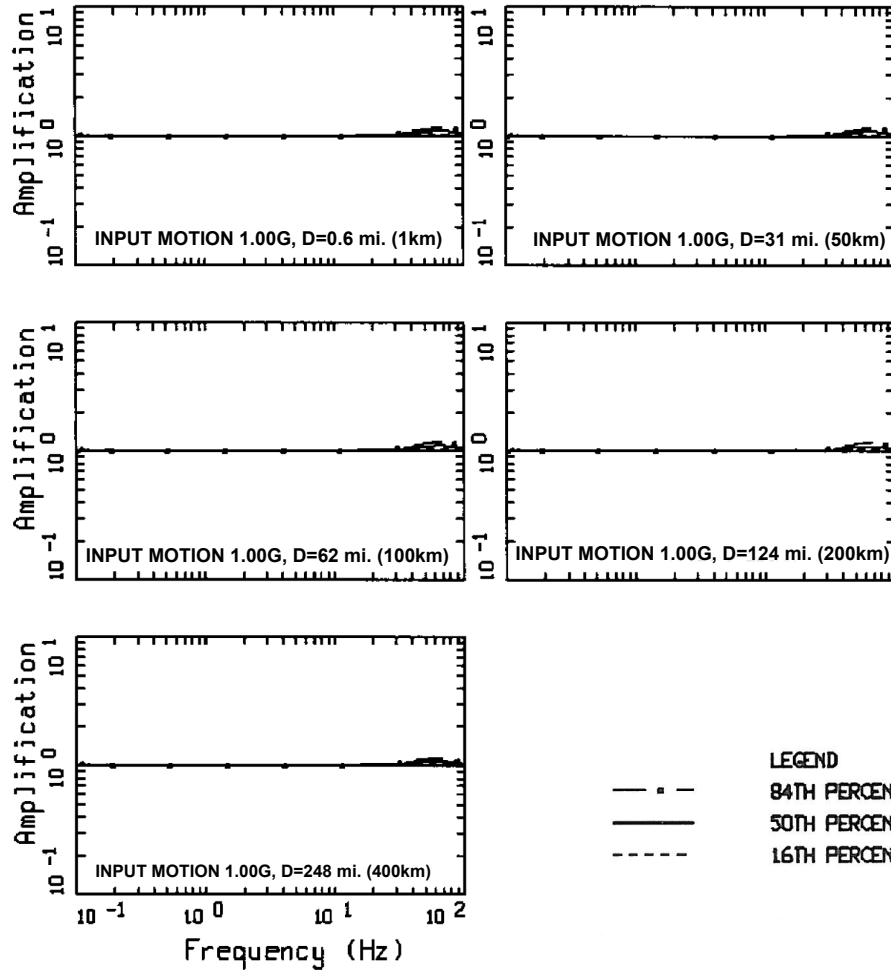 Amplification
10 1
10 0
10 -1
INPUT MOTION 1.00G, D=0.6 mi. (1km)
10 1
10 0
10 -1
INPUT MOTION 1.00G, D=31 mi. (50km)
Amplification
10 1
10 0
10 -1
INPUT MOTION 1.00G, D=62 mi. (100km)
10 1
10 0
10 -1
INPUT MOTION 1.00G, D=124 mi. (200km)
Amplification
10 1
10 0
10 -1
INPUT MOTION 1.00G, D=248 mi. (400km)
10 -1 10 0 10 1 10 2
Frequency (Hz)
LEGEND
84TH PERCEN
50TH PERCEN
16TH PERCEN